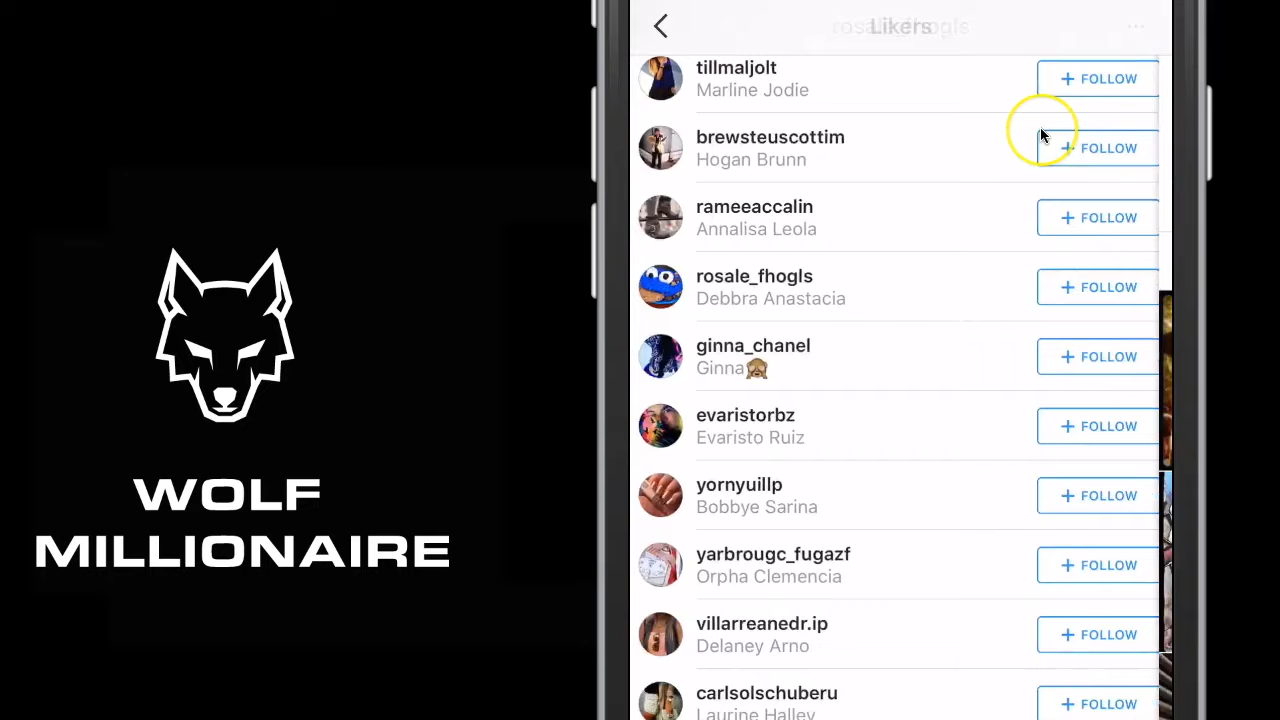 WOLF
MILLIONAIRE
Likers
tillmaljolt
Marline Jodie
+ FOLLOW
brewsteuscottim
Hogan Brunn
+ FOLLOW
rameeaccalin
Annalisa Leola
+ FOLLOW
rosale_fhogls
Debbra Anastacia
+ FOLLOW
ginna_chanel
Ginna🙈
+ FOLLOW
evaristorbz
Evaristo Ruiz
+ FOLLOW
yornyuillp
Bobbye Sarina
+ FOLLOW
yarbrougc_fugazf
Orpha Clemencia
+ FOLLOW
villarreanedr.ip
Delaney Arno
+ FOLLOW
carlsolschuberu
Laurine Halley
+ FOLLOW